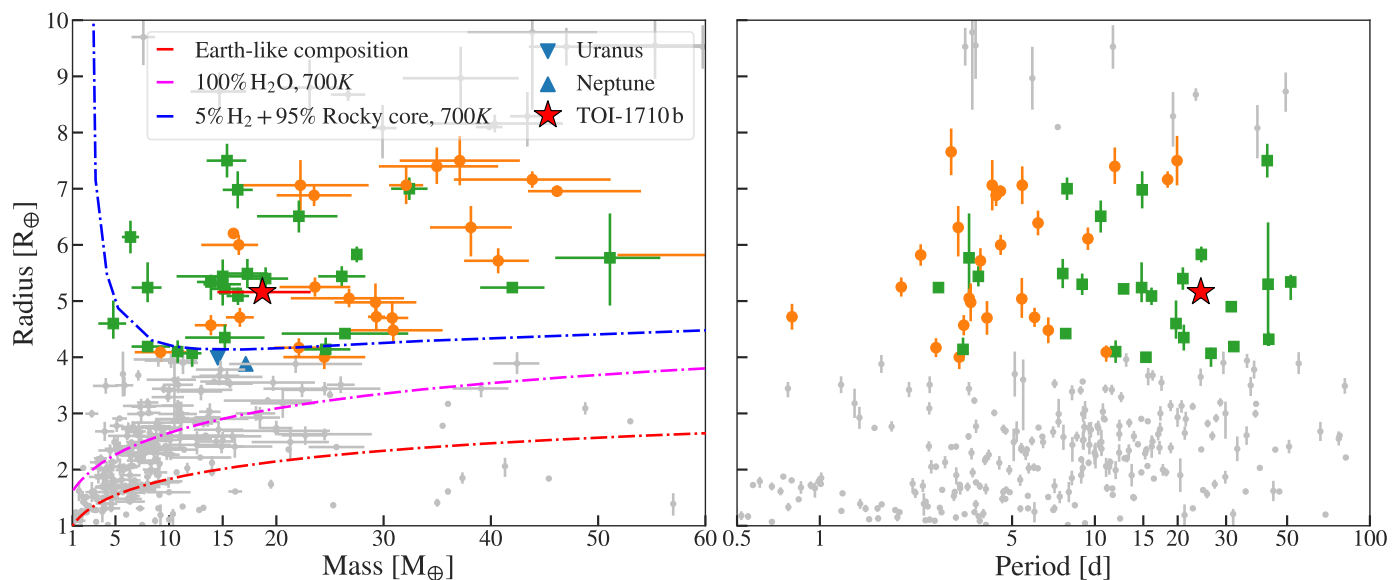 10
9
8
7
6
5
4
3
2
1
Radius [R⊕]
Earth-like composition
100% H₂O, 700K
5% H₂ + 95% Rocky core, 700K
Uranus
Neptune
TOI-1710 b
1 5 10 15 20 30 40 50 60
Mass [M⊕]
0.5 1 5 10 15 20 30 50 100
Period [d]